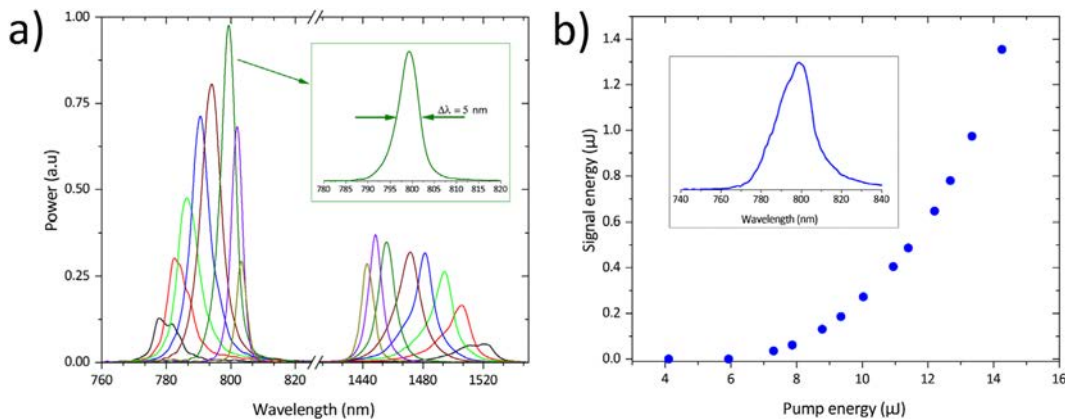 a)
1.00
0.75
0.50
0.25
0.00
Power (a.u)
760 780 800 820 1440 1480 1520
Wavelength (nm)
Δλ = 5 nm
780 785 790 795 800 805 810 815 820
b)
1.4
1.2
1.0
0.8
0.6
0.4
0.2
0.0
Signal energy (µJ)
4 6 8 10 12 14 16
Pump energy (µJ)
740 760 780 800 820 840
Wavelength (nm)